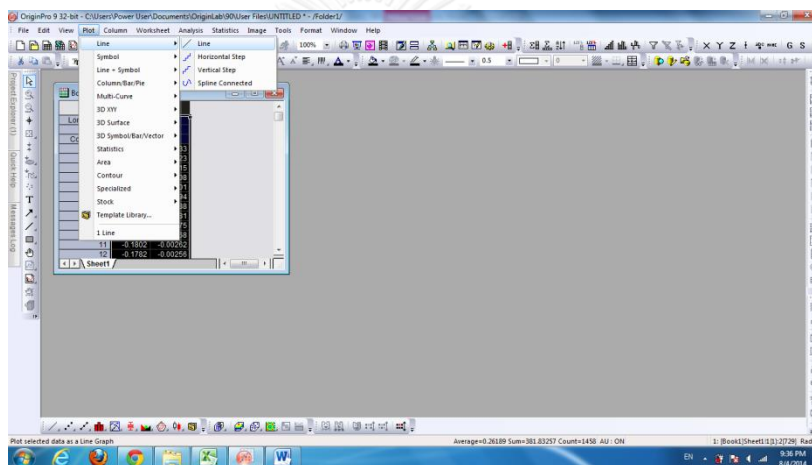 OriginPro 9 32-bit - C:\Users\Power User\Documents\OriginLab\90\User Files\UNTITLED * - /Folder1/
File Edit View Plot Column Worksheet Analysis Statistics Image Tools Format Window Help
100%
X Y Z
0.5
0
Project Explorer (1)
Quick Help
Messages Log
Line
Symbol
Line + Symbol
Column/Bar/Pie
Multi-Curve
3D XYY
3D Surface
3D Symbol/Bar/Vector
Statistics
Area
Contour
Specialized
Stock
Template Library...
1 Line
Line
Horizontal Step
Vertical Step
Spline Connected
11 -0.1802 -0.00262
12 -0.1782 -0.00256
Sheet1
Plot selected data as a Line Graph
Average=0.26189 Sum=381.83257 Count=1458 AU : ON
1: [Book1]Sheet1!1[1]:2[729] Rad
EN
9:36 PM
8/4/2014